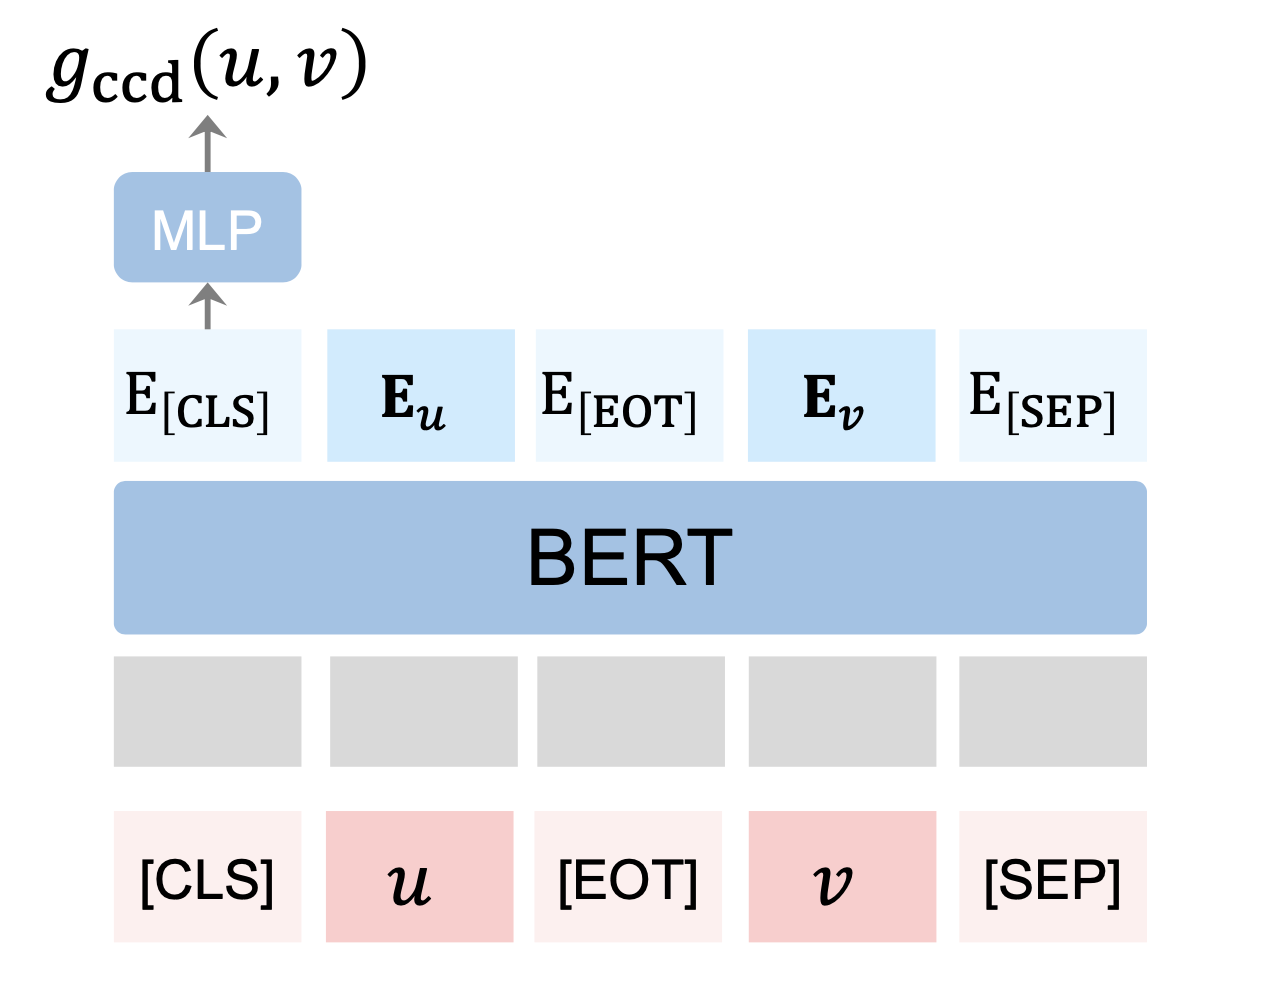 g_ccd(u, v)
MLP
E_[CLS] E_u E_[EOT] E_v E_[SEP]
BERT
[CLS] u [EOT] v [SEP]